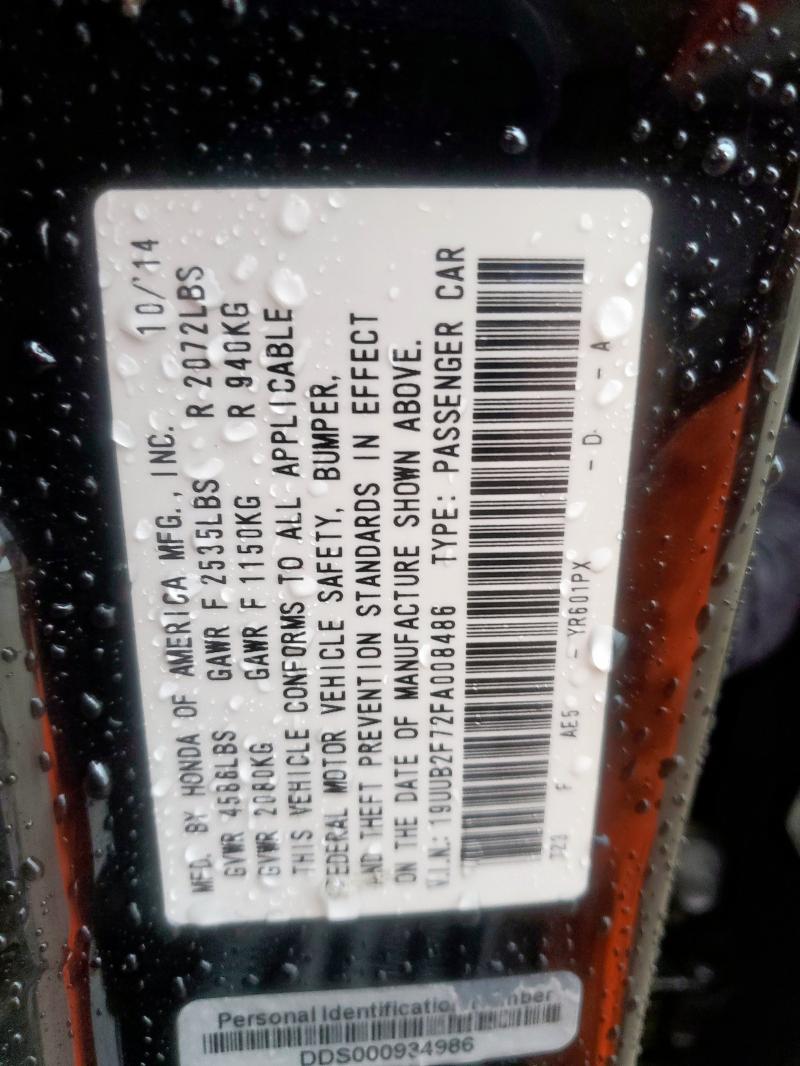 MFD. BY HONDA OF AMERICA MFG., INC. 10/'14
GVWR 4586LBS GAWR F 2535LBS R 2072LBS
GVWR 2080KG GAWR F 1150KG R 940KG
THIS VEHICLE CONFORMS TO ALL APPLICABLE
FEDERAL MOTOR VEHICLE SAFETY, BUMPER,
AND THEFT PREVENTION STANDARDS IN EFFECT
ON THE DATE OF MANUFACTURE SHOWN ABOVE.
V.I.N.: 19UUB2F72FA008486 TYPE: PASSENGER CAR
F AE5 - YR601PX - D - A
Personal Identification Number
DDS000934986